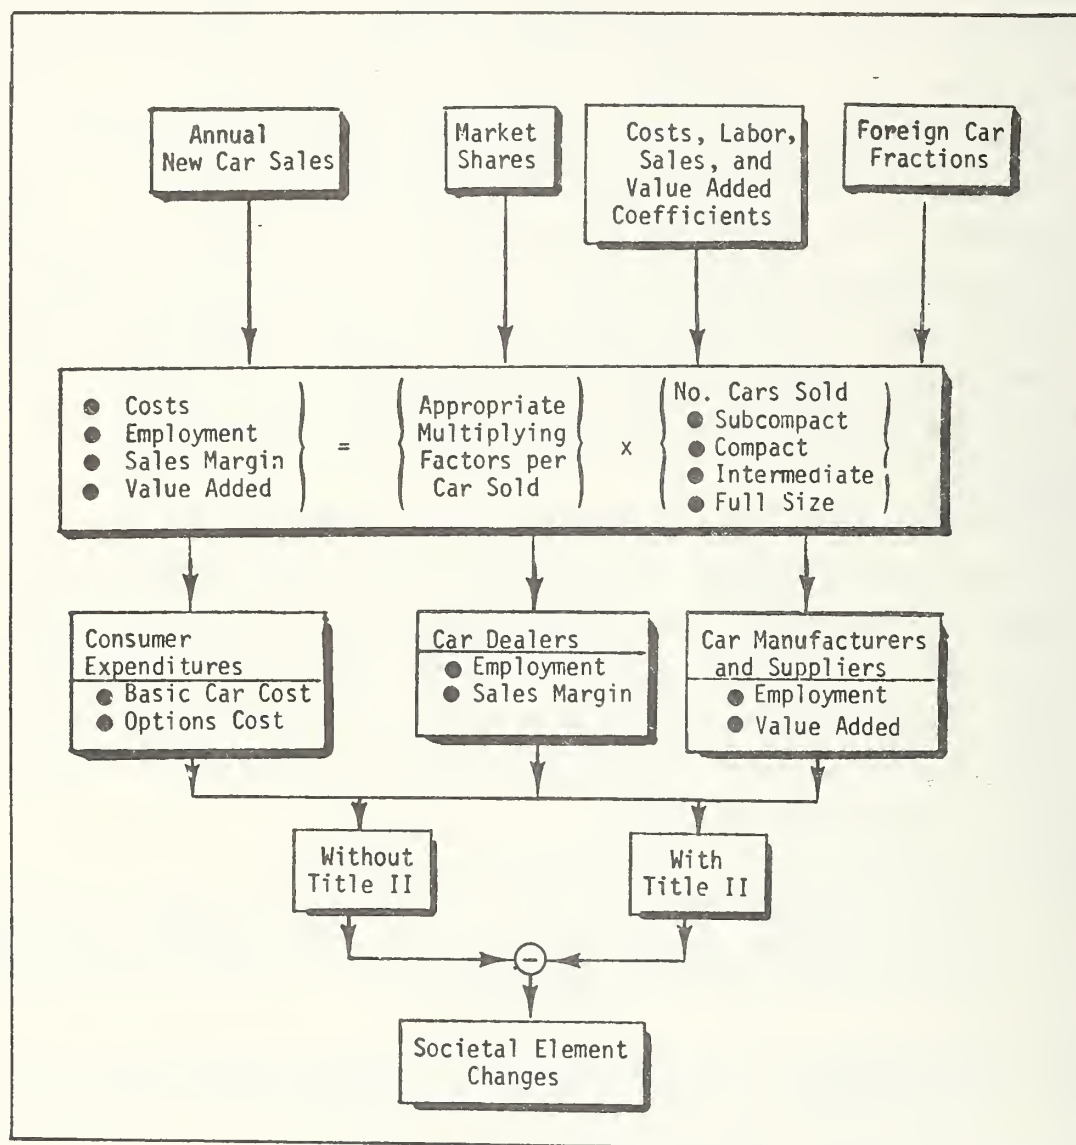 Annual
New Car Sales
Market
Shares
Costs, Labor,
Sales, and
Value Added
Coefficients
Foreign Car
Fractions
● Costs
● Employment
● Sales Margin
● Value Added
=
Appropriate
Multiplying
Factors per
Car Sold
x
No. Cars Sold
● Subcompact
● Compact
● Intermediate
● Full Size
Consumer
Expenditures
● Basic Car Cost
● Options Cost
Car Dealers
● Employment
● Sales Margin
Car Manufacturers
and Suppliers
● Employment
● Value Added
Without
Title II
With
Title II
-
Societal Element
Changes